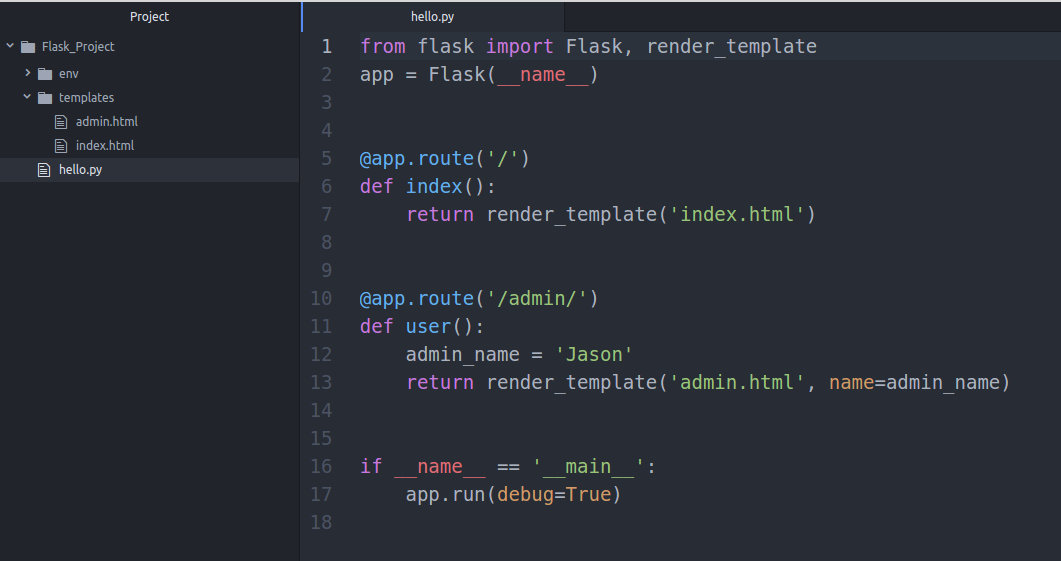 Project
Flask_Project
env
templates
admin.html
index.html
hello.py
hello.py
1 from flask import Flask, render_template
2 app = Flask(__name__)
3
4
5 @app.route('/')
6 def index():
7     return render_template('index.html')
8
9
10 @app.route('/admin/')
11 def user():
12     admin_name = 'Jason'
13     return render_template('admin.html', name=admin_name)
14
15
16 if __name__ == '__main__':
17     app.run(debug=True)
18